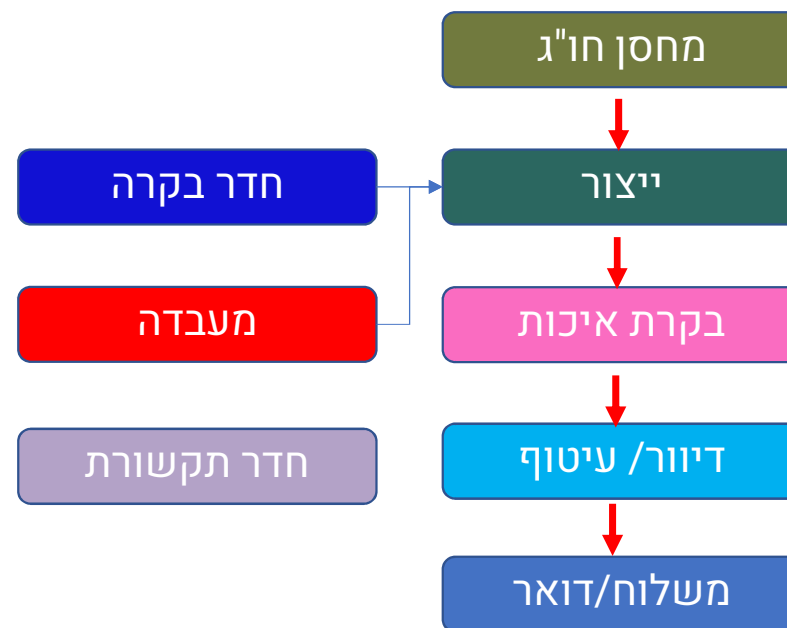 מחסן חו"ג
ייצור
חדר בקרה
בקרת איכות
מעבדה
דיוור/ עיטוף
חדר תקשורת
משלוח/דואר